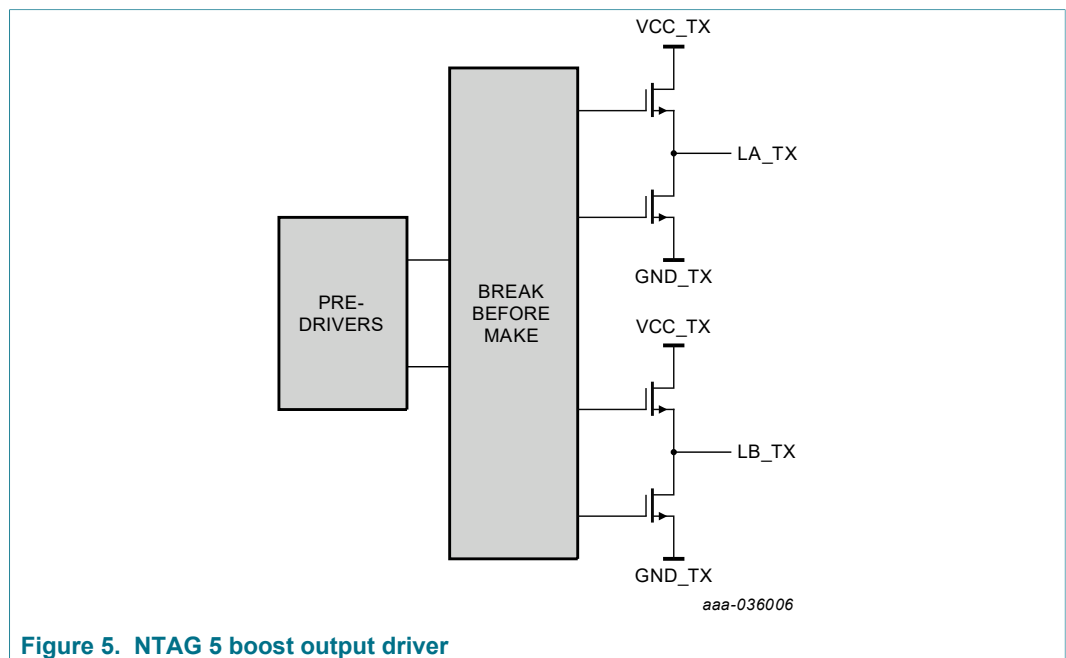 VCC_TX
LA_TX
GND_TX
PRE-
DRIVERS
BREAK
BEFORE
MAKE
VCC_TX
LB_TX
GND_TX
aaa-036006
Figure 5. NTAG 5 boost output driver